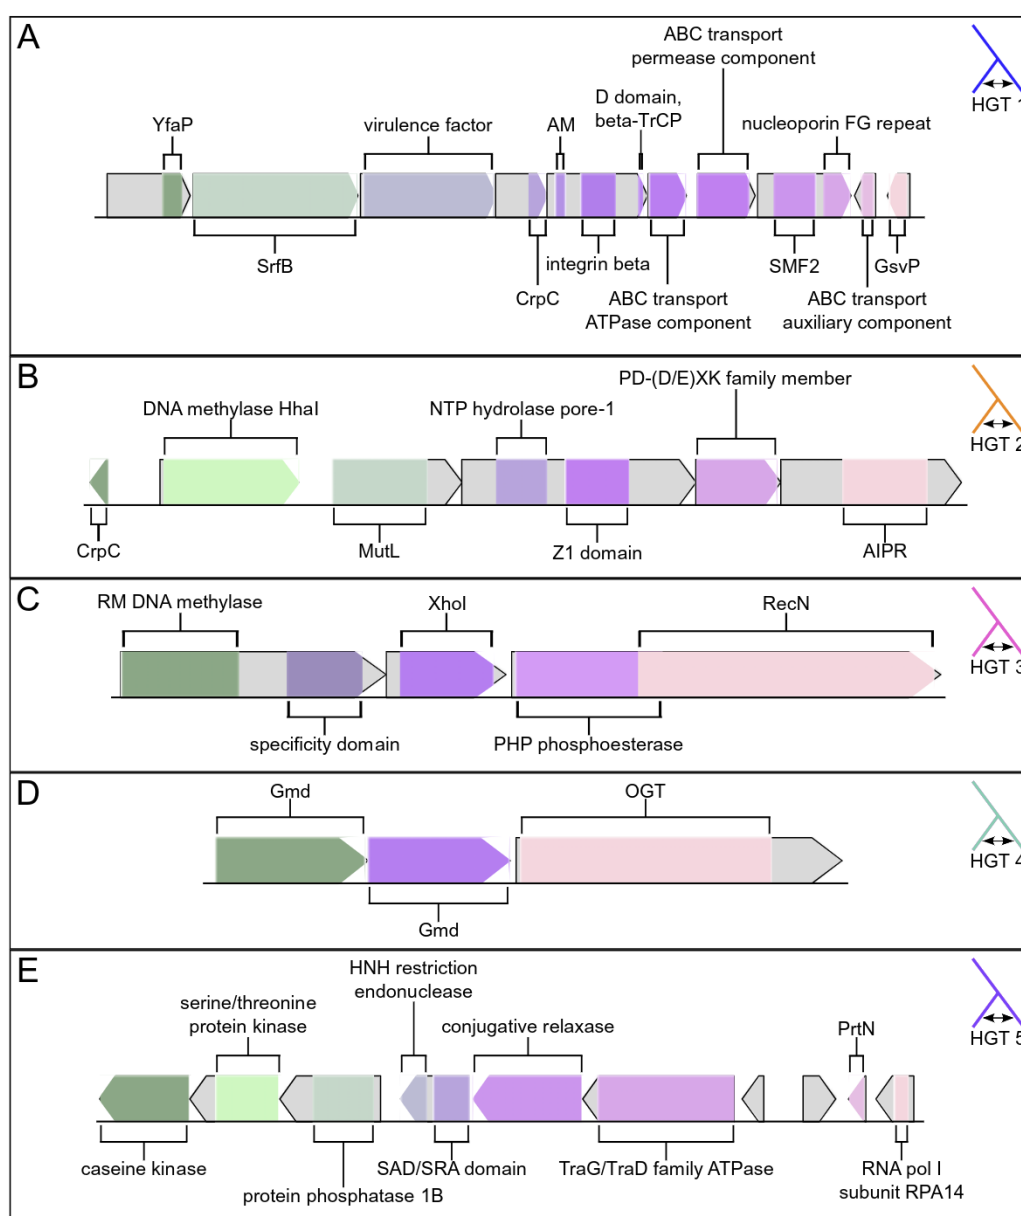 A
ABC transport
permease component
HGT 1
D domain,
beta-TrCP
YfaP
virulence factor
AM
nucleoporin FG repeat
SrfB
integrin beta
SMF2
GsvP
CrpC
ABC transport
ATPase component
ABC transport
auxiliary component
B
PD-(D/E)XK family member
DNA methylase HhaI
NTP hydrolase pore-1
HGT 2
CrpC
MutL
Z1 domain
AIPR
C
RM DNA methylase
XhoI
RecN
HGT 3
specificity domain
PHP phosphoesterase
D
Gmd
OGT
HGT 4
Gmd
E
HNH restriction
endonuclease
serine/threonine
protein kinase
conjugative relaxase
PrtN
HGT 5
caseine kinase
protein phosphatase 1B
SAD/SRA domain
TraG/TraD family ATPase
RNA pol I
subunit RPA14